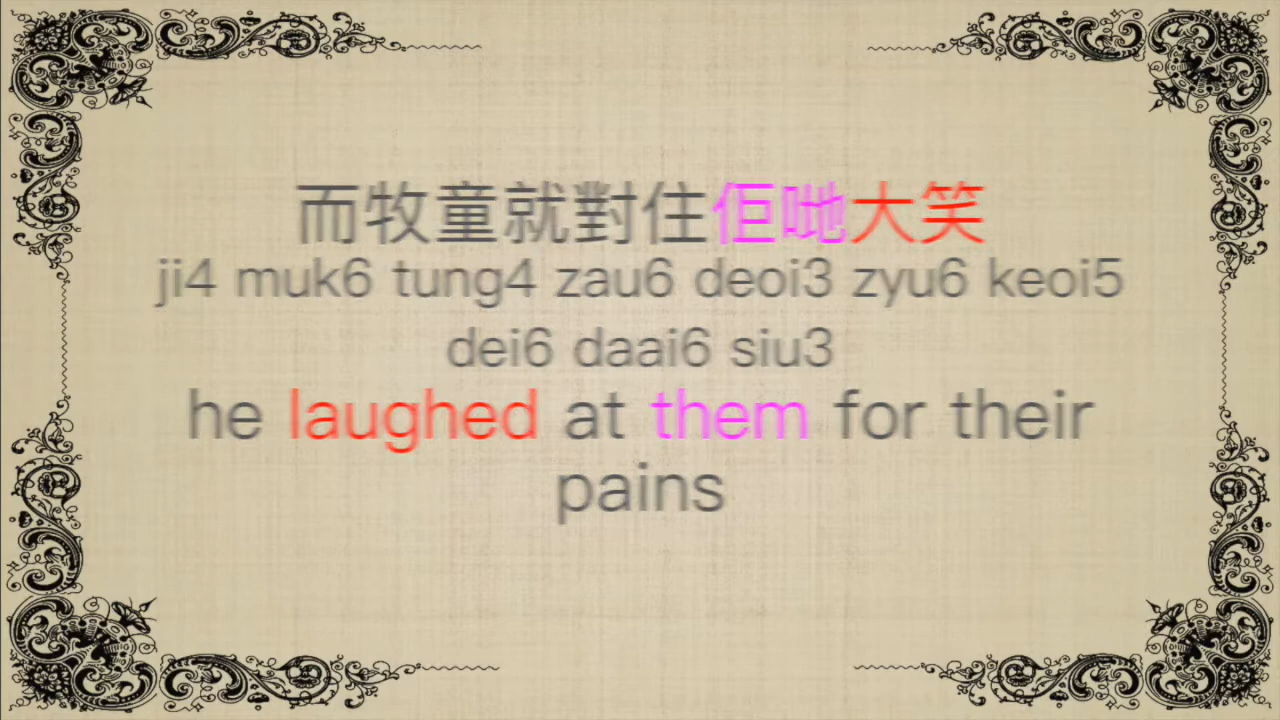 而牧童就對住佢哋大笑
ji4 muk6 tung4 zau6 deoi3 zyu6 keoi5
dei6 daai6 siu3
he laughed at them for their
pains